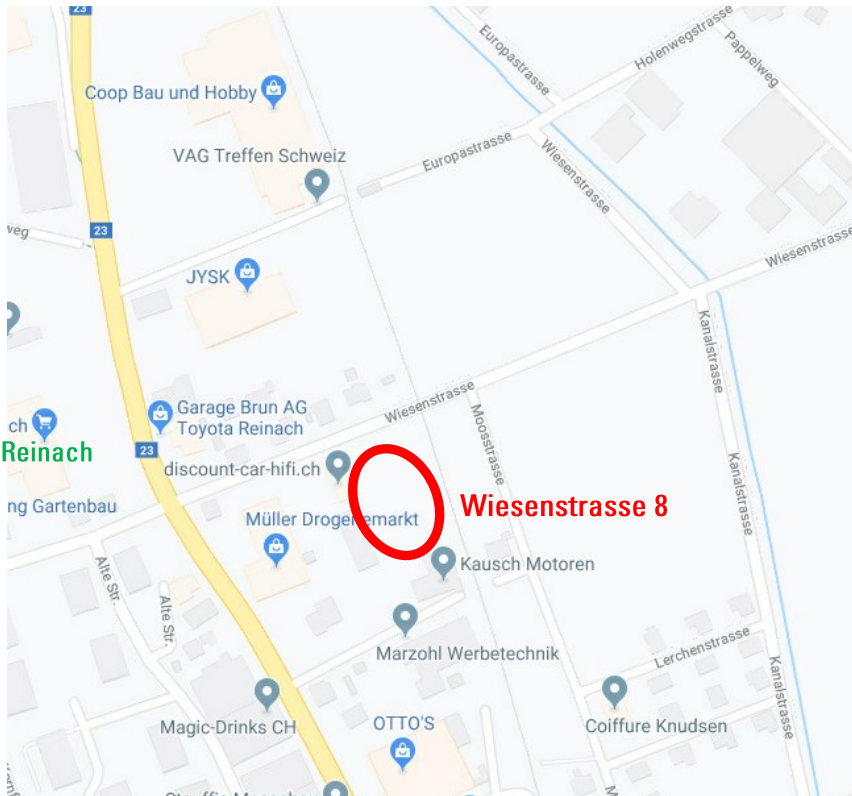 23
Europastrasse
Holenwegstrasse
Pappelweg
Coop Bau und Hobby
VAG Treffen Schweiz
Europastrasse
Wiesenstrasse
weg
23
Wiesenstrasse
JYSK
Kanalstrasse
Wiesenstrasse
Garage Brun AG
Toyota Reinach
Moosstrasse
ch
Reinach
23
discount-car-hifi.ch
Kanalstrasse
ng Gartenbau
Müller Drogeriemarkt
Wiesenstrasse 8
Alte Str.
Kausch Motoren
Alte Str.
Marzohl Werbetechnik
Lerchenstrasse
Kanalstrasse
Magic-Drinks CH
OTTO'S
Coiffure Knudsen